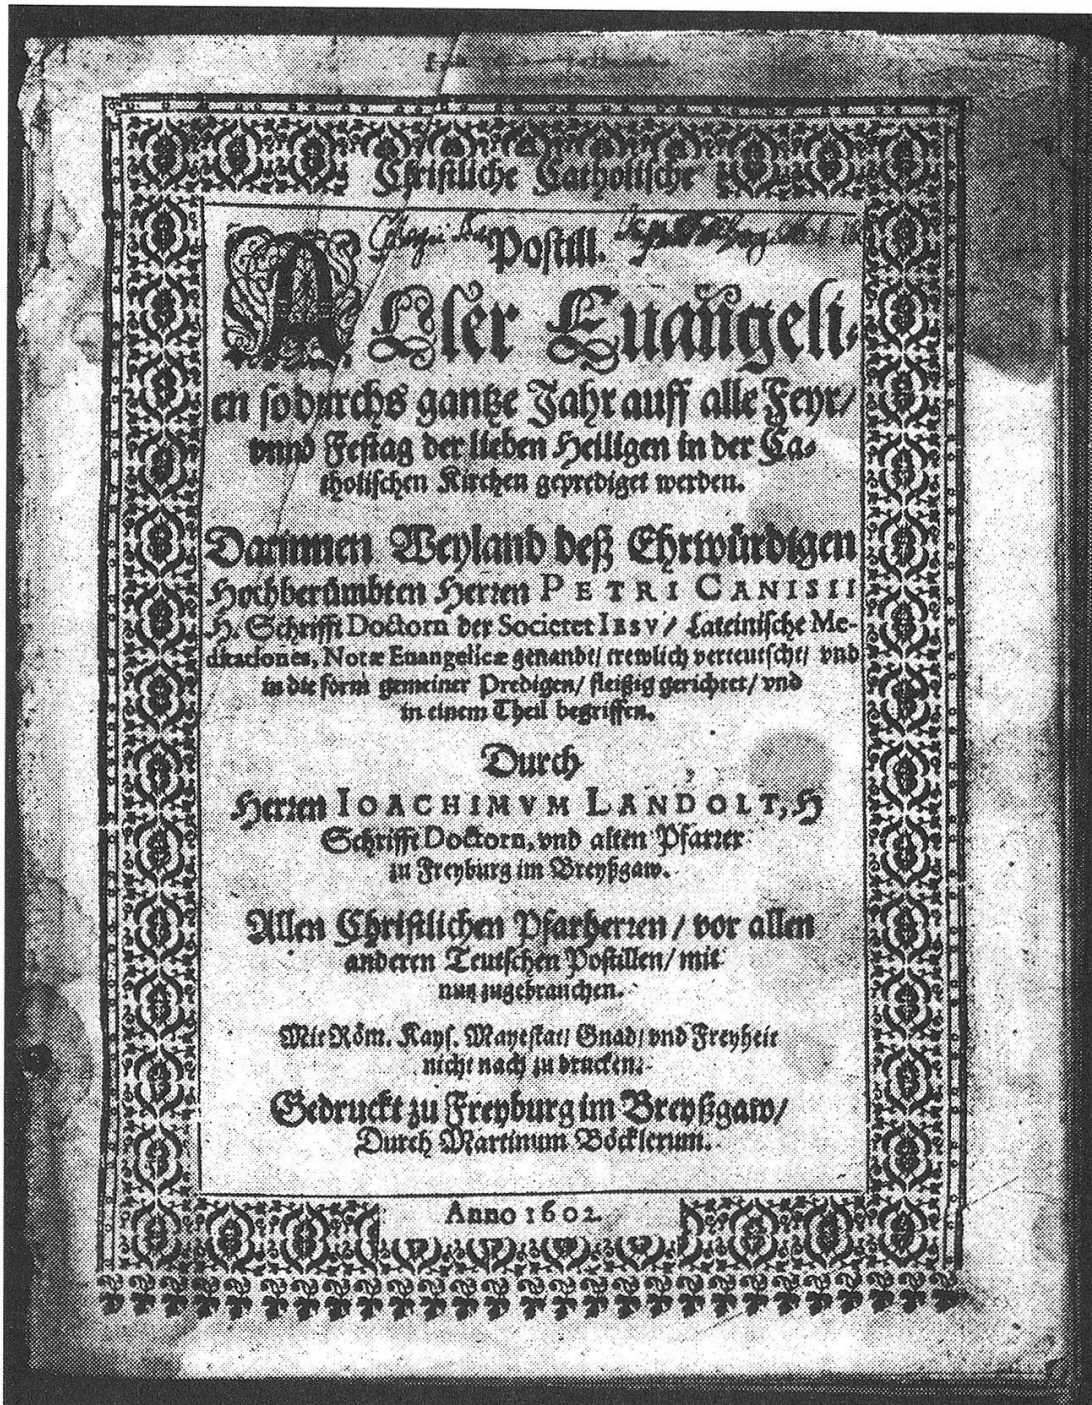 Christliche Catholische
Postill.
ALler Euangeli-
en sodurchs gantze Jahr auff alle Feyr/
vnnd Festag der lieben Heiligen in der Ca-
tholischen Kirchen geprediget werden.
Darinnen Weyland deß Ehrwürdigen
Hochberümbten Herren PETRI CANISII
H. Schrifft Doctorn der Societet IESV/ Lateinische Me-
ditationes, Notæ Euangelicæ genandt/ trewlich verteutscht/ vnd
in die form gemeiner Predigen/ fleißig gerichtet/ vnd
in einem Theil begriffen.
Durch
Herren IOACHIMVM LANDOLT, H
Schrifft Doctorn, vnd alten Pfarrer
zu Freyburg im Breyßgaw.
Allen Christlichen Pfarherren / vor allen
anderen Teutschen Postillen/ mit
nutz zugebrauchen.
Mit Röm. Kays. Mayestat/ Gnad/ vnd Freyheit
nicht nach zu drucken.
Gedruckt zu Freyburg im Breyßgaw/
Durch Martinum Böcklerum.
Anno 1602.